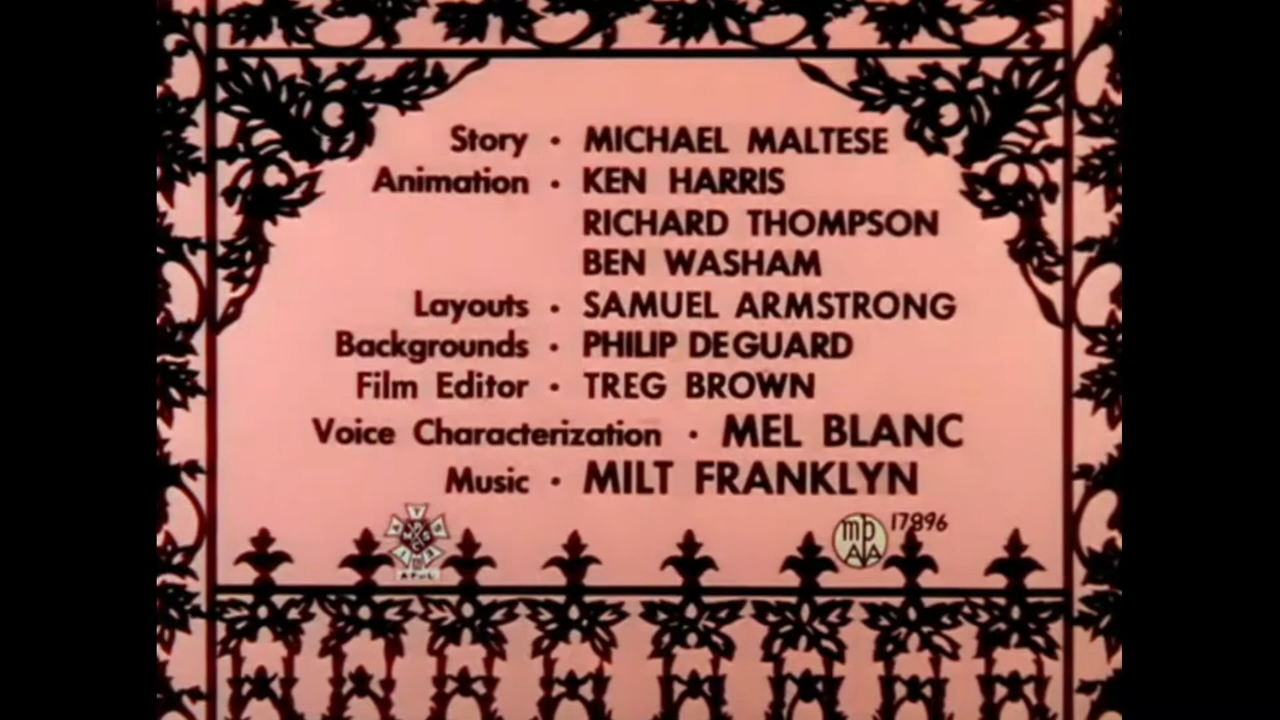 Story • MICHAEL MALTESE
Animation • KEN HARRIS
RICHARD THOMPSON
BEN WASHAM
Layouts • SAMUEL ARMSTRONG
Backgrounds • PHILIP DEGUARD
Film Editor • TREG BROWN
Voice Characterization • MEL BLANC
Music • MILT FRANKLYN
MPAA 17896